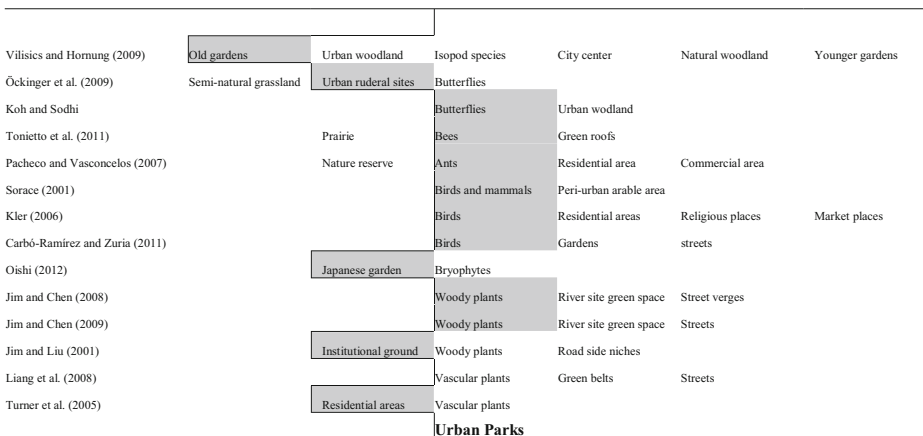 Vilisics and Hornung (2009) Old gardens Urban woodland Isopod species City center Natural woodland Younger gardens
Öckinger et al. (2009) Semi-natural grassland Urban ruderal sites Butterflies
Koh and Sodhi Butterflies Urban wodland
Tonietto et al. (2011) Prairie Bees Green roofs
Pacheco and Vasconcelos (2007) Nature reserve Ants Residential area Commercial area
Sorace (2001) Birds and mammals Peri-urban arable area
Kler (2006) Birds Residential areas Religious places Market places
Carbó-Ramírez and Zuria (2011) Birds Gardens streets
Oishi (2012) Japanese garden Bryophytes
Jim and Chen (2008) Woody plants River site green space Street verges
Jim and Chen (2009) Woody plants River site green space Streets
Jim and Liu (2001) Institutional ground Woody plants Road side niches
Liang et al. (2008) Vascular plants Green belts Streets
Turner et al. (2005) Residential areas Vascular plants
Urban Parks